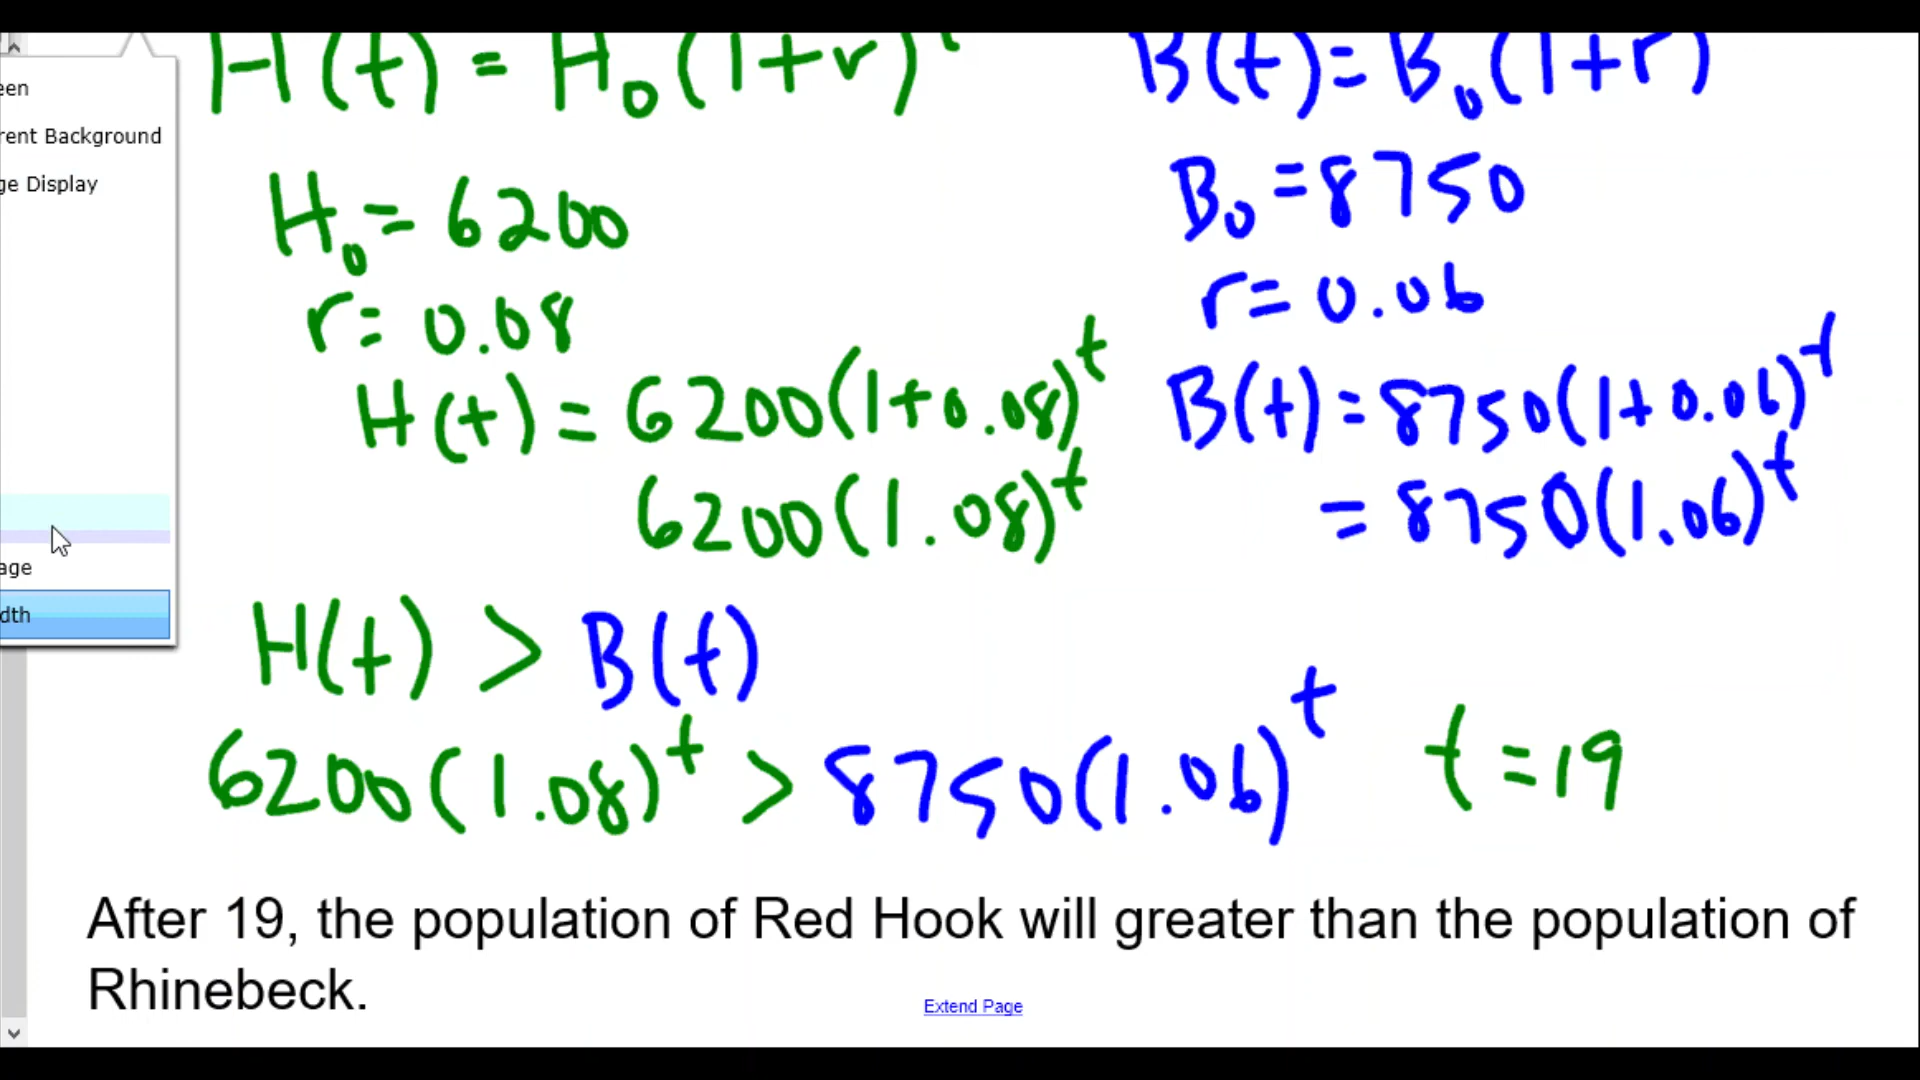 een
rent Background
ge Display
age
dth
H(t) = H₀(1+r)ᵗ
H₀ = 6200
r = 0.08
H(t) = 6200(1+0.08)ᵗ
6200(1.08)ᵗ
B(t) = B₀(1+r)
B₀ = 8750
r = 0.06
B(t) = 8750(1+0.06)ᵗ
= 8750(1.06)ᵗ
H(t) > B(t)
6200(1.08)ᵗ > 8750(1.06)ᵗ t = 19
After 19, the population of Red Hook will greater than the population of
Rhinebeck.
Extend Page